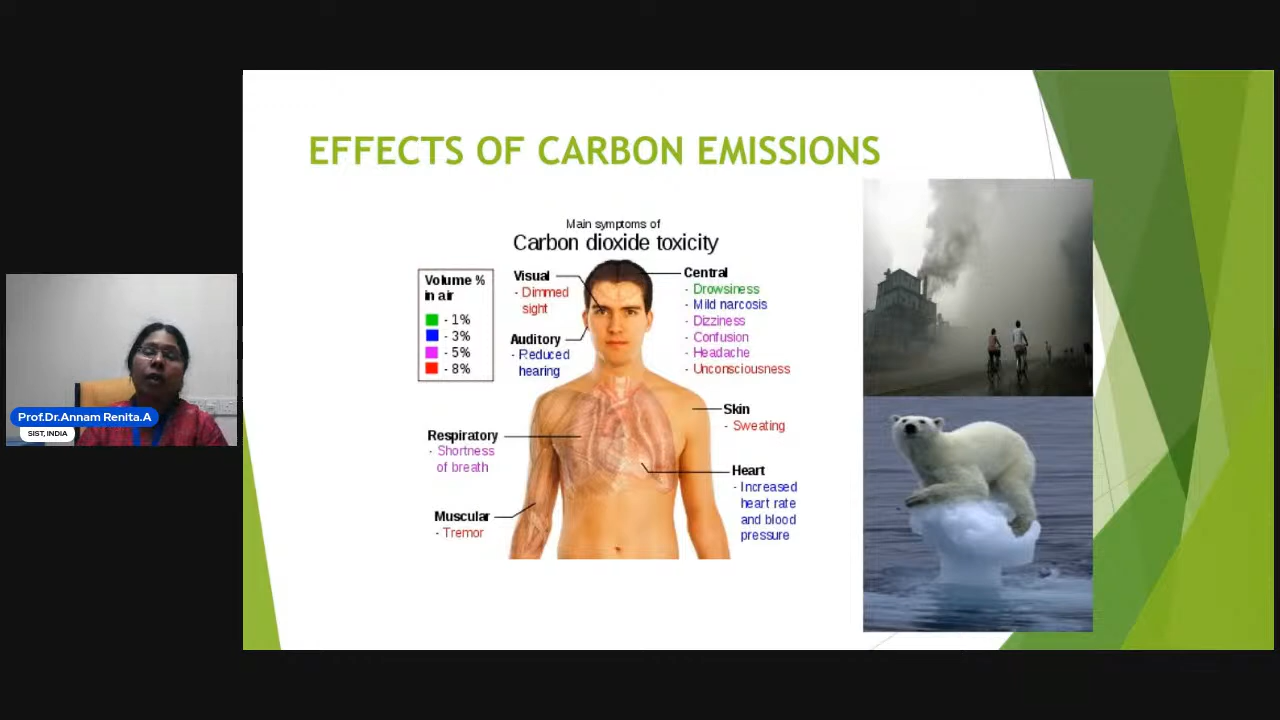 EFFECTS OF CARBON EMISSIONS
Main symptoms of
Carbon dioxide toxicity
Volume %
in air
- 1%
- 3%
- 5%
- 8%
Visual
- Dimmed
sight
Auditory
- Reduced
hearing
Respiratory
- Shortness
of breath
Muscular
- Tremor
Central
- Drowsiness
- Mild narcosis
- Dizziness
- Confusion
- Headache
- Unconsciousness
Skin
- Sweating
Heart
- Increased
heart rate
and blood
pressure
Prof.Dr.Annam Renita.A
SIST, INDIA